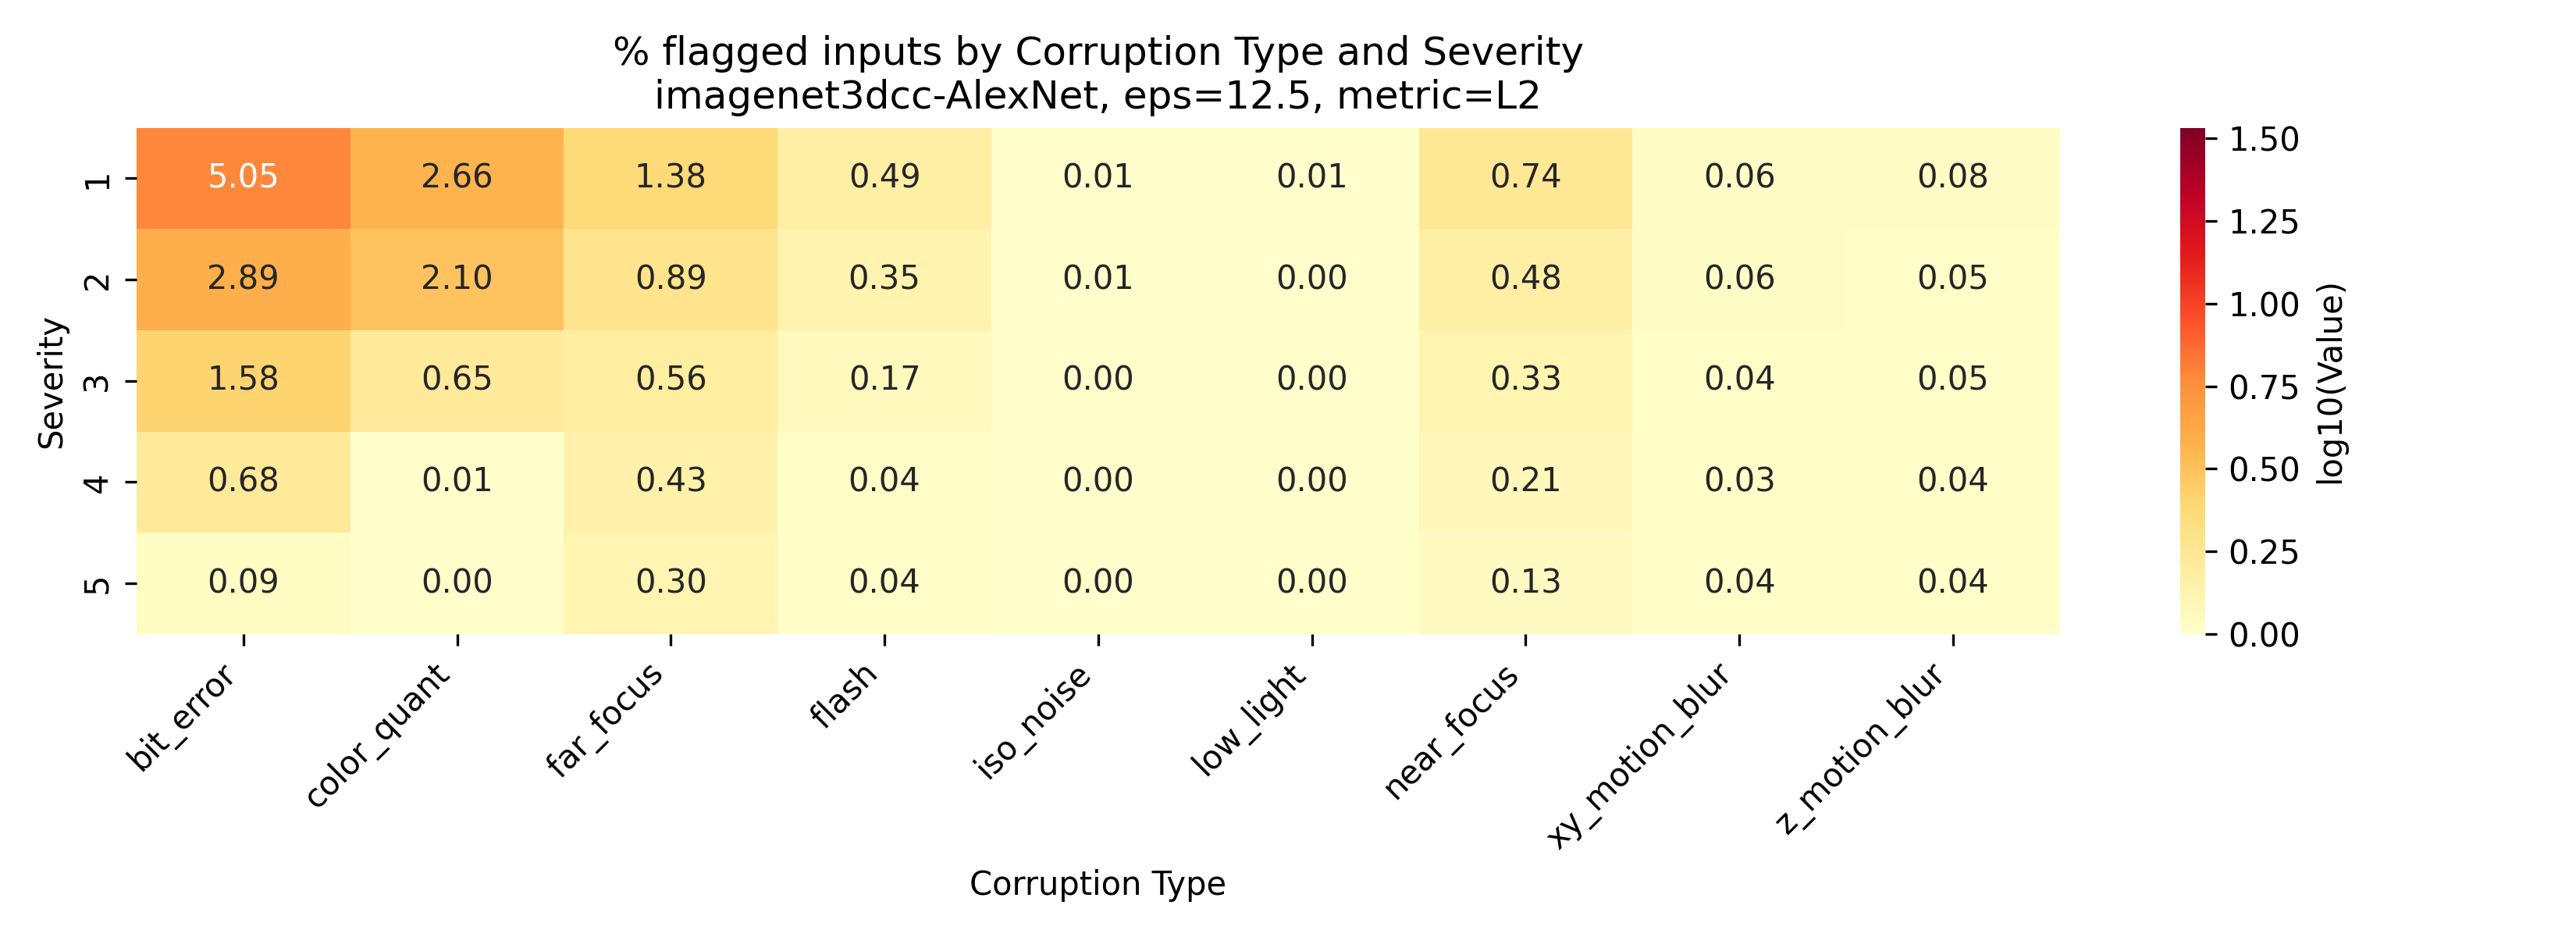 % flagged inputs by Corruption Type and Severity
imagenet3dcc-AlexNet, eps=12.5, metric=L2
Severity
1 5.05 2.66 1.38 0.49 0.01 0.01 0.74 0.06 0.08
2 2.89 2.10 0.89 0.35 0.01 0.00 0.48 0.06 0.05
3 1.58 0.65 0.56 0.17 0.00 0.00 0.33 0.04 0.05
4 0.68 0.01 0.43 0.04 0.00 0.00 0.21 0.03 0.04
5 0.09 0.00 0.30 0.04 0.00 0.00 0.13 0.04 0.04
bit_error color_quant far_focus flash iso_noise low_light near_focus xy_motion_blur z_motion_blur
Corruption Type
1.50
1.25
1.00
0.75
0.50
0.25
0.00
log10(Value)